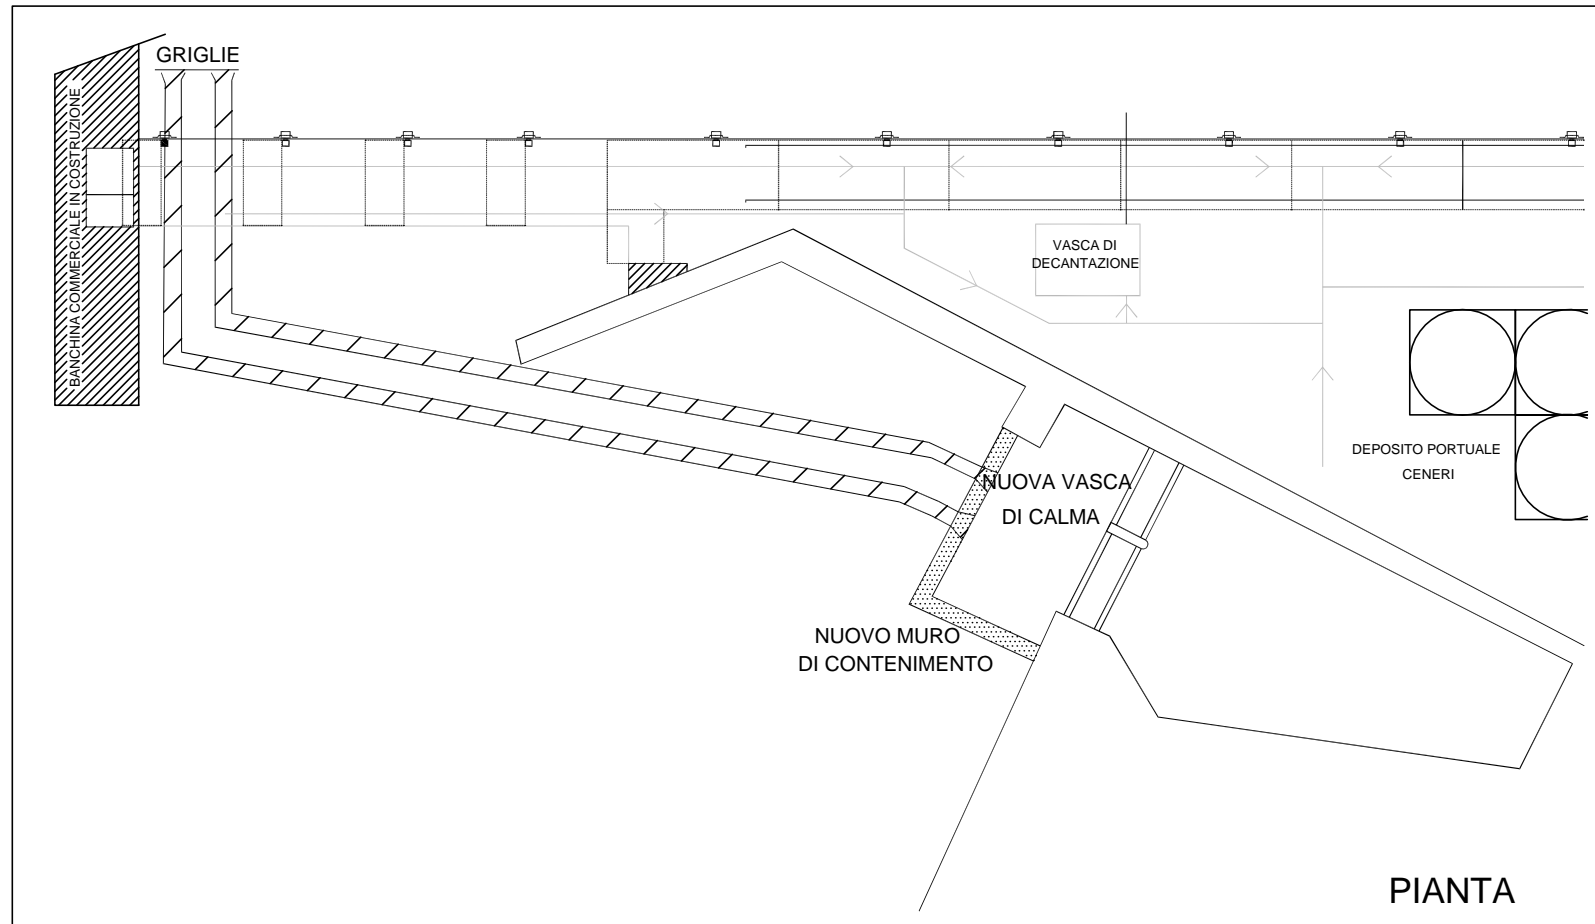 GRIGLIE
BANCHINA COMMERCIALE IN COSTRUZIONE
VASCA DI
DECANTAZIONE
DEPOSITO PORTUALE
CENERI
NUOVA VASCA
DI CALMA
NUOVO MURO
DI CONTENIMENTO
PIANTA